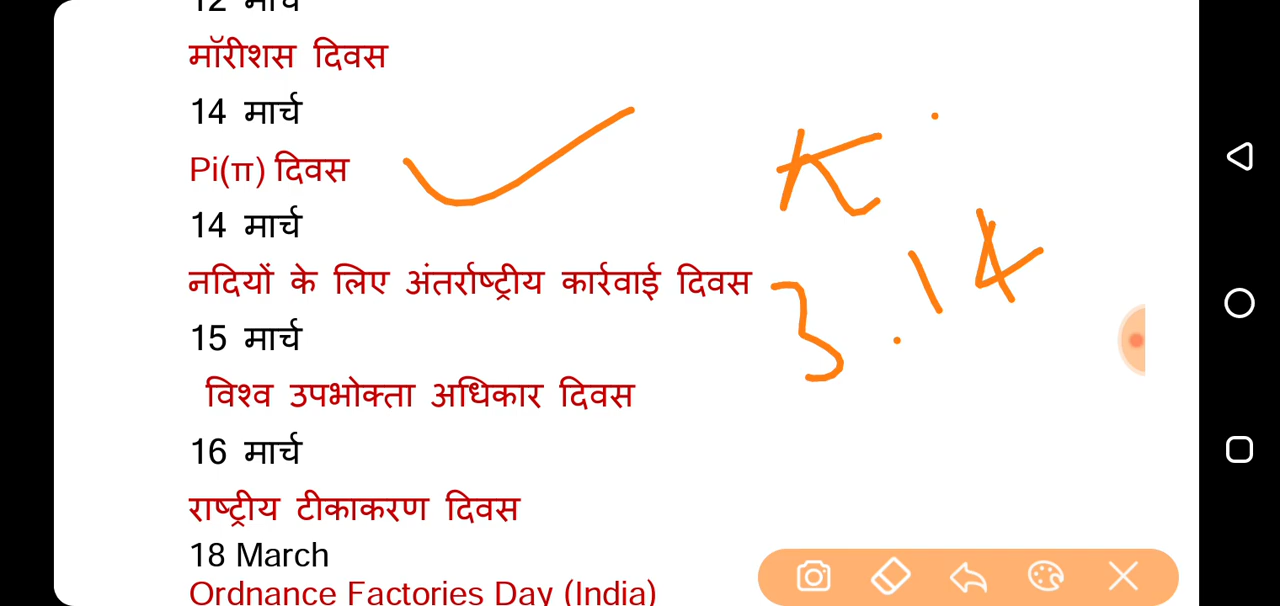 12 मार्च
मॉरीशस दिवस
14 मार्च
Pi(π) दिवस
14 मार्च
नदियों के लिए अंतर्राष्ट्रीय कार्रवाई दिवस
15 मार्च
विश्व उपभोक्ता अधिकार दिवस
16 मार्च
राष्ट्रीय टीकाकरण दिवस
18 March
Ordnance Factories Day (India)
π
3.14